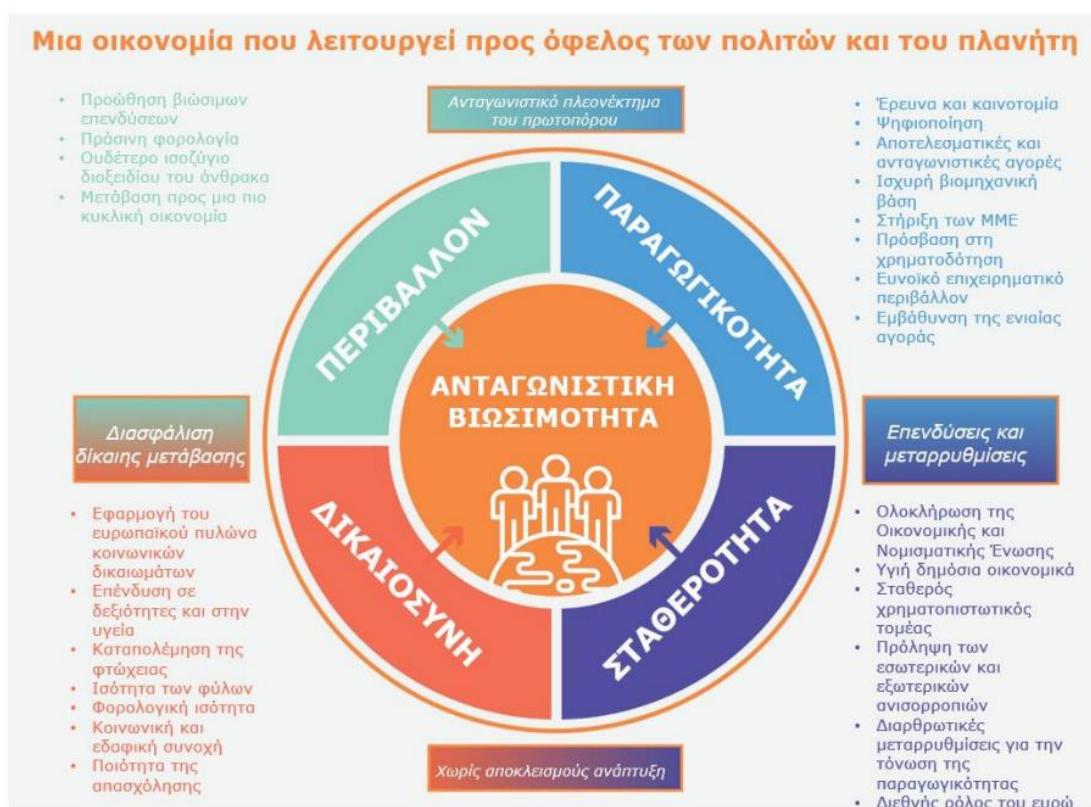 Μια οικονομία που λειτουργεί προς όφελος των πολιτών και του πλανήτη
• Προώθηση βιώσιμων
επενδύσεων
• Πράσινη φορολογία
• Ουδέτερο ισοζύγιο
διοξειδίου του άνθρακα
• Μετάβαση προς μια πιο
κυκλική οικονομία
Ανταγωνιστικό πλεονέκτημα
του πρωτοπόρου
• Έρευνα και καινοτομία
• Ψηφιοποίηση
• Αποτελεσματικές και
ανταγωνιστικές αγορές
• Ισχυρή βιομηχανική
βάση
• Στήριξη των ΜΜΕ
• Πρόσβαση στη
χρηματοδότηση
• Ευνοϊκό επιχειρηματικό
περιβάλλον
• Εμβάθυνση της ενιαίας
αγοράς
ΠΕΡΙΒΑΛΛΟΝ
ΠΑΡΑΓΩΓΙΚΟΤΗΤΑ
ΑΝΤΑΓΩΝΙΣΤΙΚΗ
ΒΙΩΣΙΜΟΤΗΤΑ
ΔΙΚΑΙΟΣΥΝΗ
ΣΤΑΘΕΡΟΤΗΤΑ
Διασφάλιση
δίκαιης μετάβασης
Επενδύσεις και
μεταρρυθμίσεις
• Εφαρμογή του
ευρωπαϊκού πυλώνα
κοινωνικών
δικαιωμάτων
• Επένδυση σε
δεξιότητες και στην
υγεία
• Καταπολέμηση της
φτώχειας
• Ισότητα των φύλων
• Φορολογική ισότητα
• Κοινωνική και
εδαφική συνοχή
• Ποιότητα της
απασχόλησης
Χωρίς αποκλεισμούς ανάπτυξη
• Ολοκλήρωση της
Οικονομικής και
Νομισματικής Ένωσης
• Υγιή δημόσια οικονομικά
• Σταθερός
χρηματοπιστωτικός
τομέας
• Πρόληψη των
εσωτερικών και
εξωτερικών
ανισορροπιών
• Διαρθρωτικές
μεταρρυθμίσεις για την
τόνωση της
παραγωγικότητας
• Διεθνής ρόλος του ευρώ